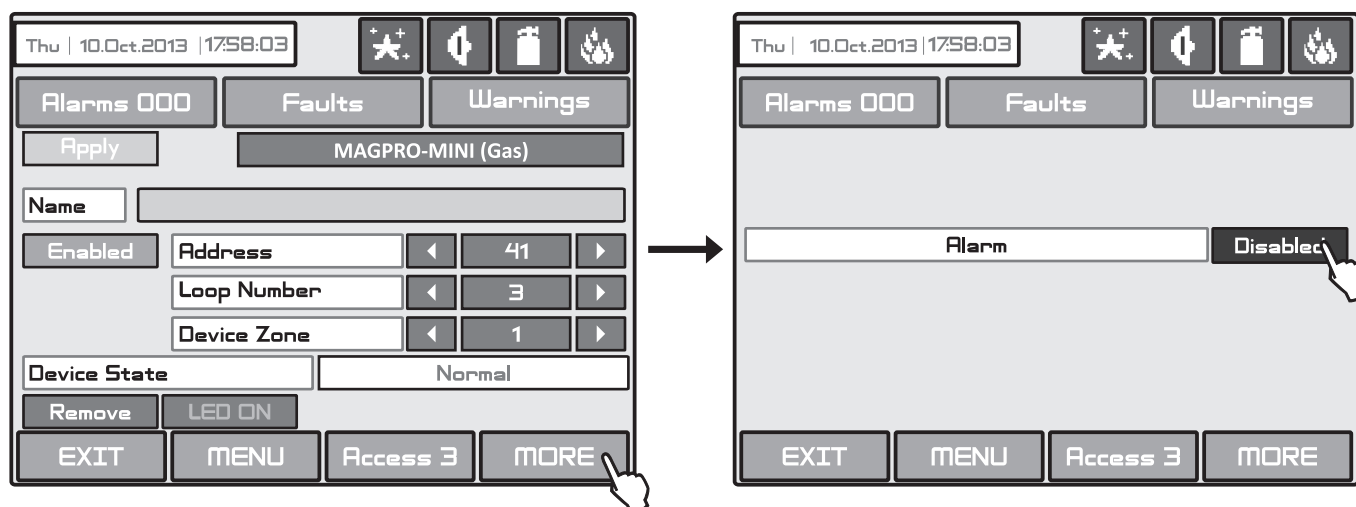 Thu | 10.Oct.2013 | 17:58:03
Alarms 000 Faults Warnings
Apply MAGPRO-MINI (Gas)
Name
Enabled Address 41
Loop Number 3
Device Zone 1
Device State Normal
Remove LED ON
EXIT MENU Access 3 MORE
Thu | 10.Oct.2013 | 17:58:03
Alarms 000 Faults Warnings
Alarm Disabled
EXIT MENU Access 3 MORE